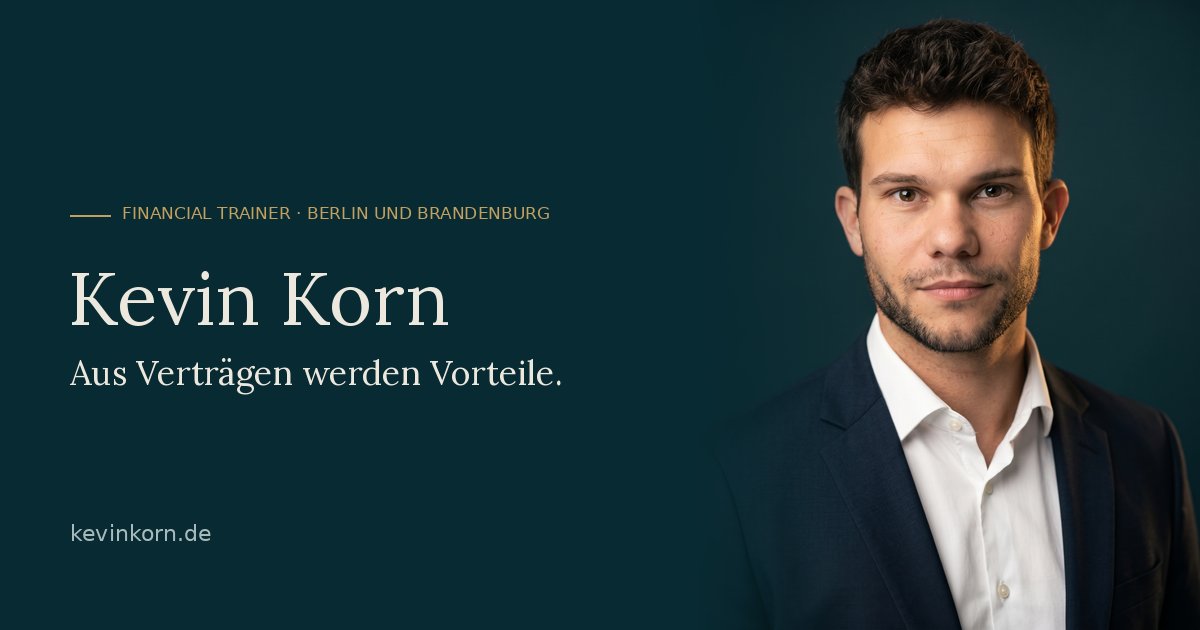 FINANCIAL TRAINER · BERLIN UND BRANDENBURG
Kevin Korn
Aus Verträgen werden Vorteile.
kevinkorn.de